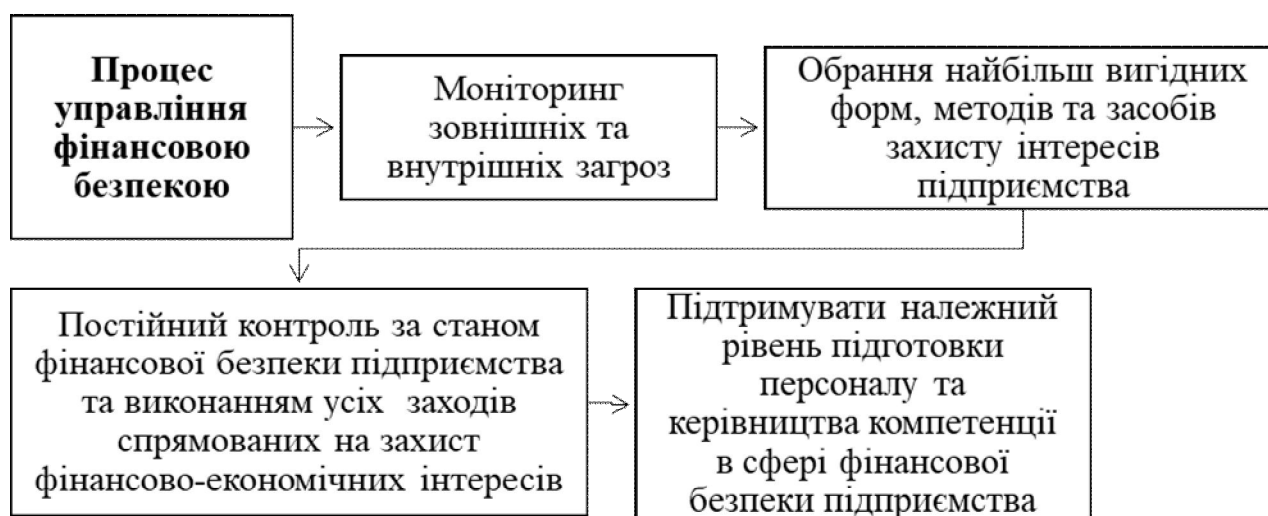 Процес
управління
фінансовою
безпекою
Моніторинг
зовнішніх та
внутрішніх загроз
Обрання найбільш вигідних
форм, методів та засобів
захисту інтересів
підприємства
Постійний контроль за станом
фінансової безпеки підприємства
та виконанням усіх заходів
спрямованих на захист
фінансово-економічних інтересів
Підтримувати належний
рівень підготовки
персоналу та
керівництва компетенції
в сфері фінансової
безпеки підприємства